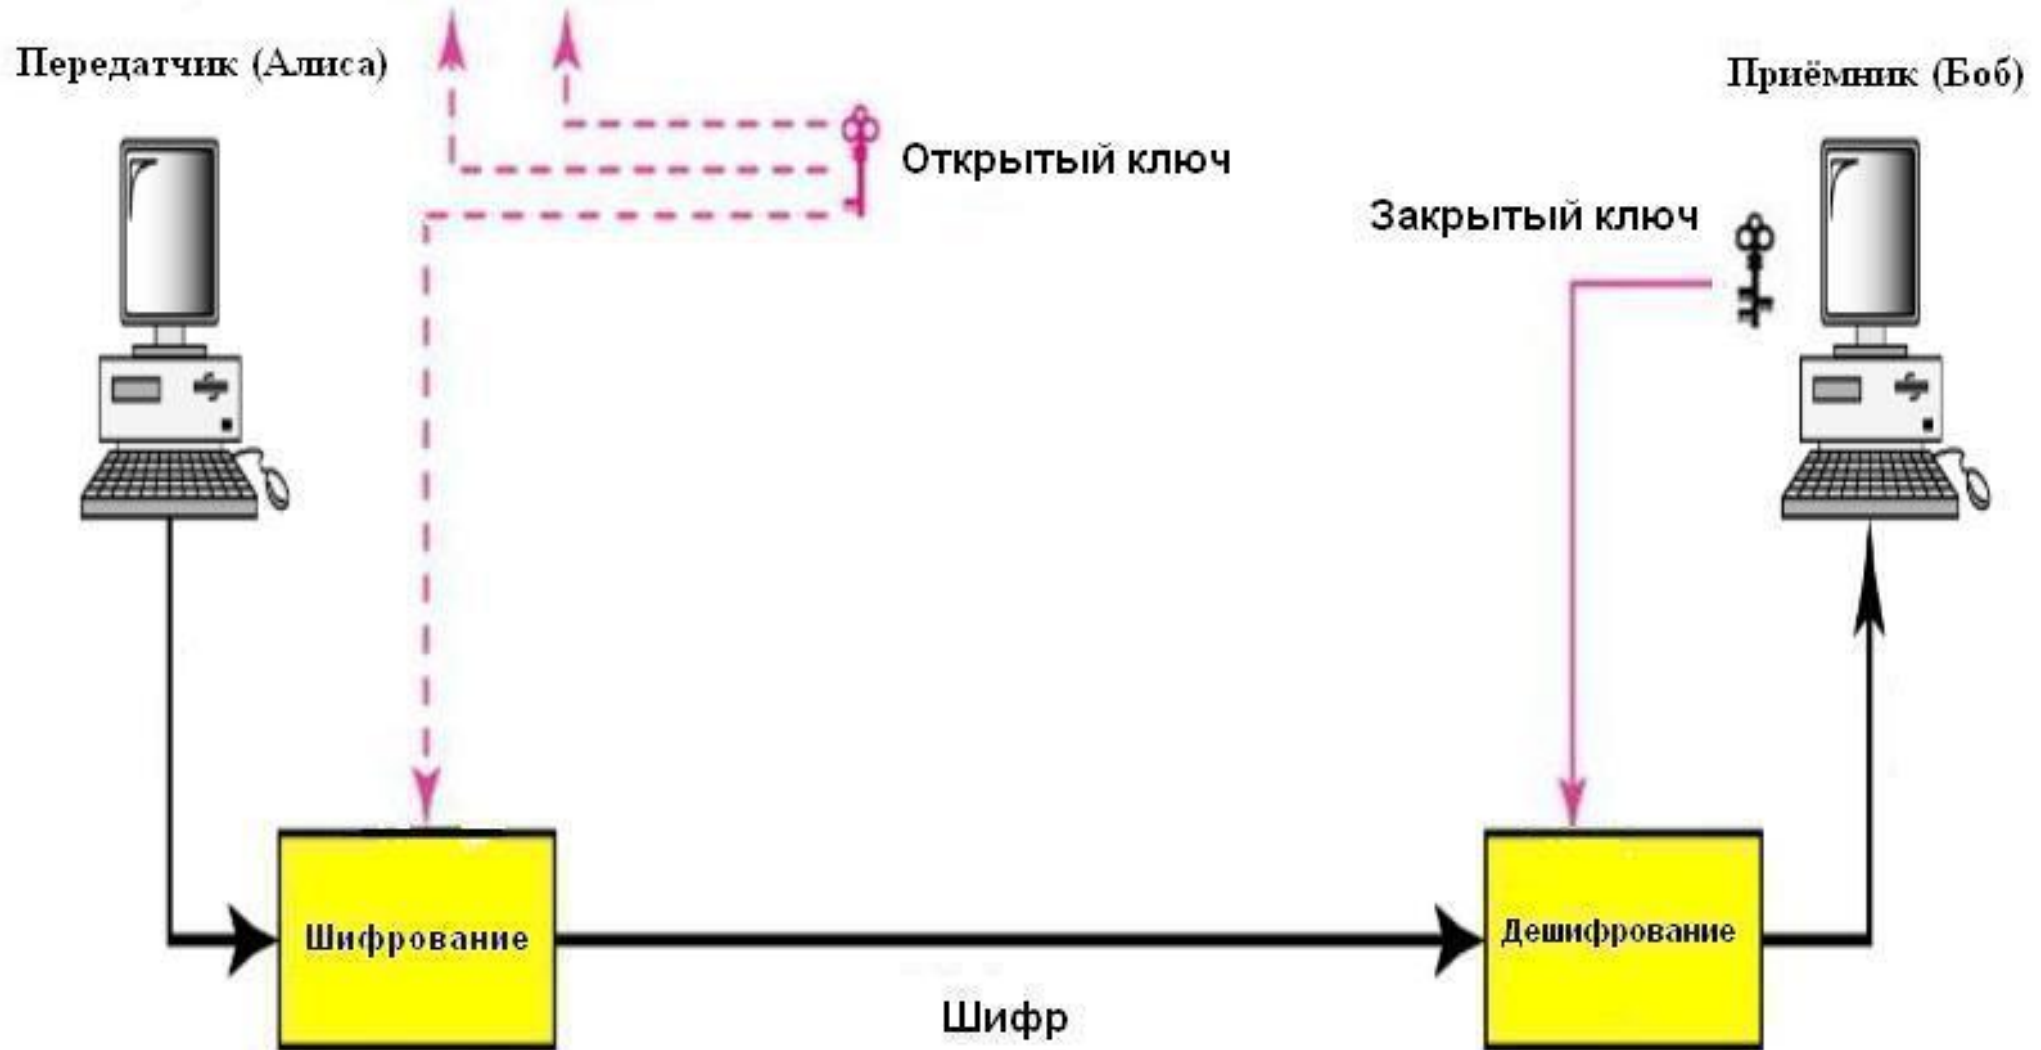 Передатчик (Алиса)
Приёмник (Боб)
Открытый ключ
Закрытый ключ
Шифрование
Дешифрование
Шифр